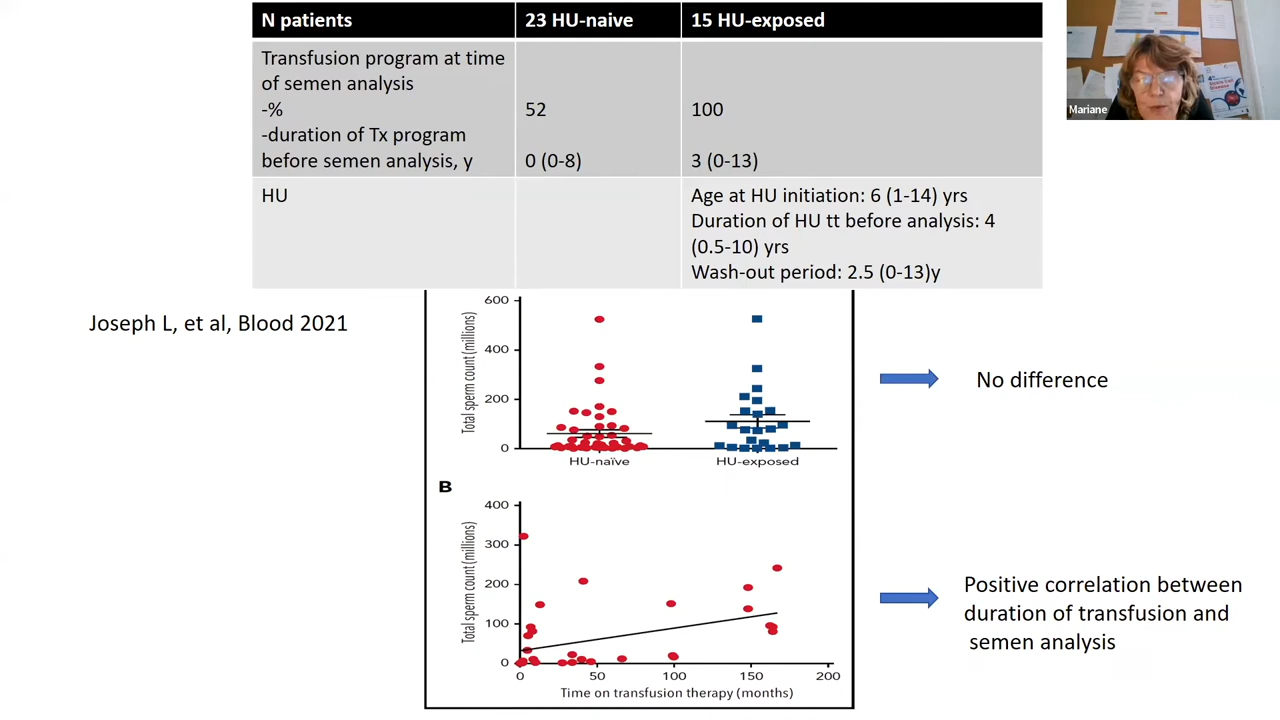 N patients
23 HU-naive
15 HU-exposed
Transfusion program at time
of semen analysis
-%
52
100
-duration of Tx program
before semen analysis, y
0 (0-8)
3 (0-13)
HU
Age at HU initiation: 6 (1-14) yrs
Duration of HU tt before analysis: 4
(0.5-10) yrs
Wash-out period: 2.5 (0-13)y
Mariane
Joseph L, et al, Blood 2021
Total sperm count (millions)
600
400
200
0
HU-naïve
HU-exposed
No difference
B
Total sperm count (millions)
400
300
200
100
0
0
50
100
150
200
Time on transfusion therapy (months)
Positive correlation between
duration of transfusion and
semen analysis